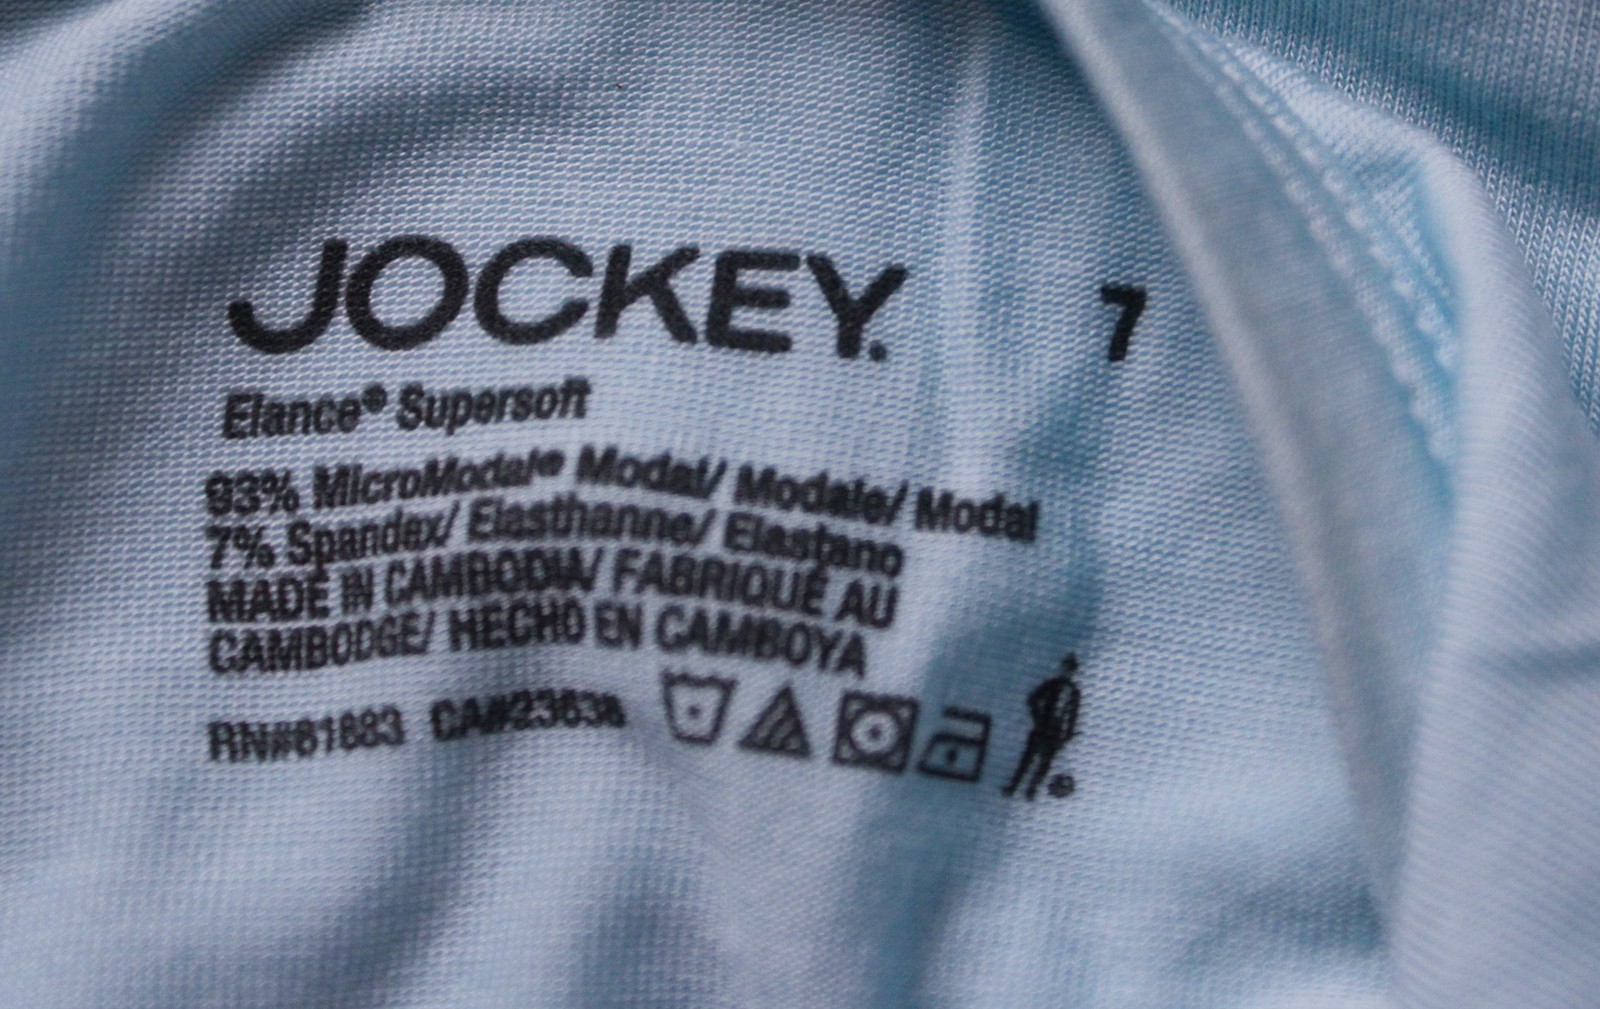 JOCKEY. 7
Elance® Supersoft
93% MicroModal® Modal/ Modale/ Modal
7% Spandex/ Elasthanne/ Elastano
MADE IN CAMBODIA/ FABRIQUÉ AU
CAMBODGE/ HECHO EN CAMBOYA
RN#61683